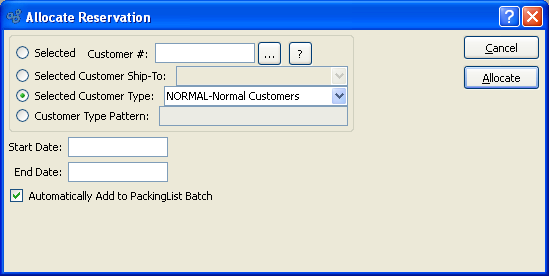 Allocate Reservation
Selected Customer #: ... ?
Cancel
Selected Customer Ship-To:
Allocate
Selected Customer Type: NORMAL-Normal Customers
Customer Type Pattern:
Start Date:
End Date:
Automatically Add to PackingList Batch